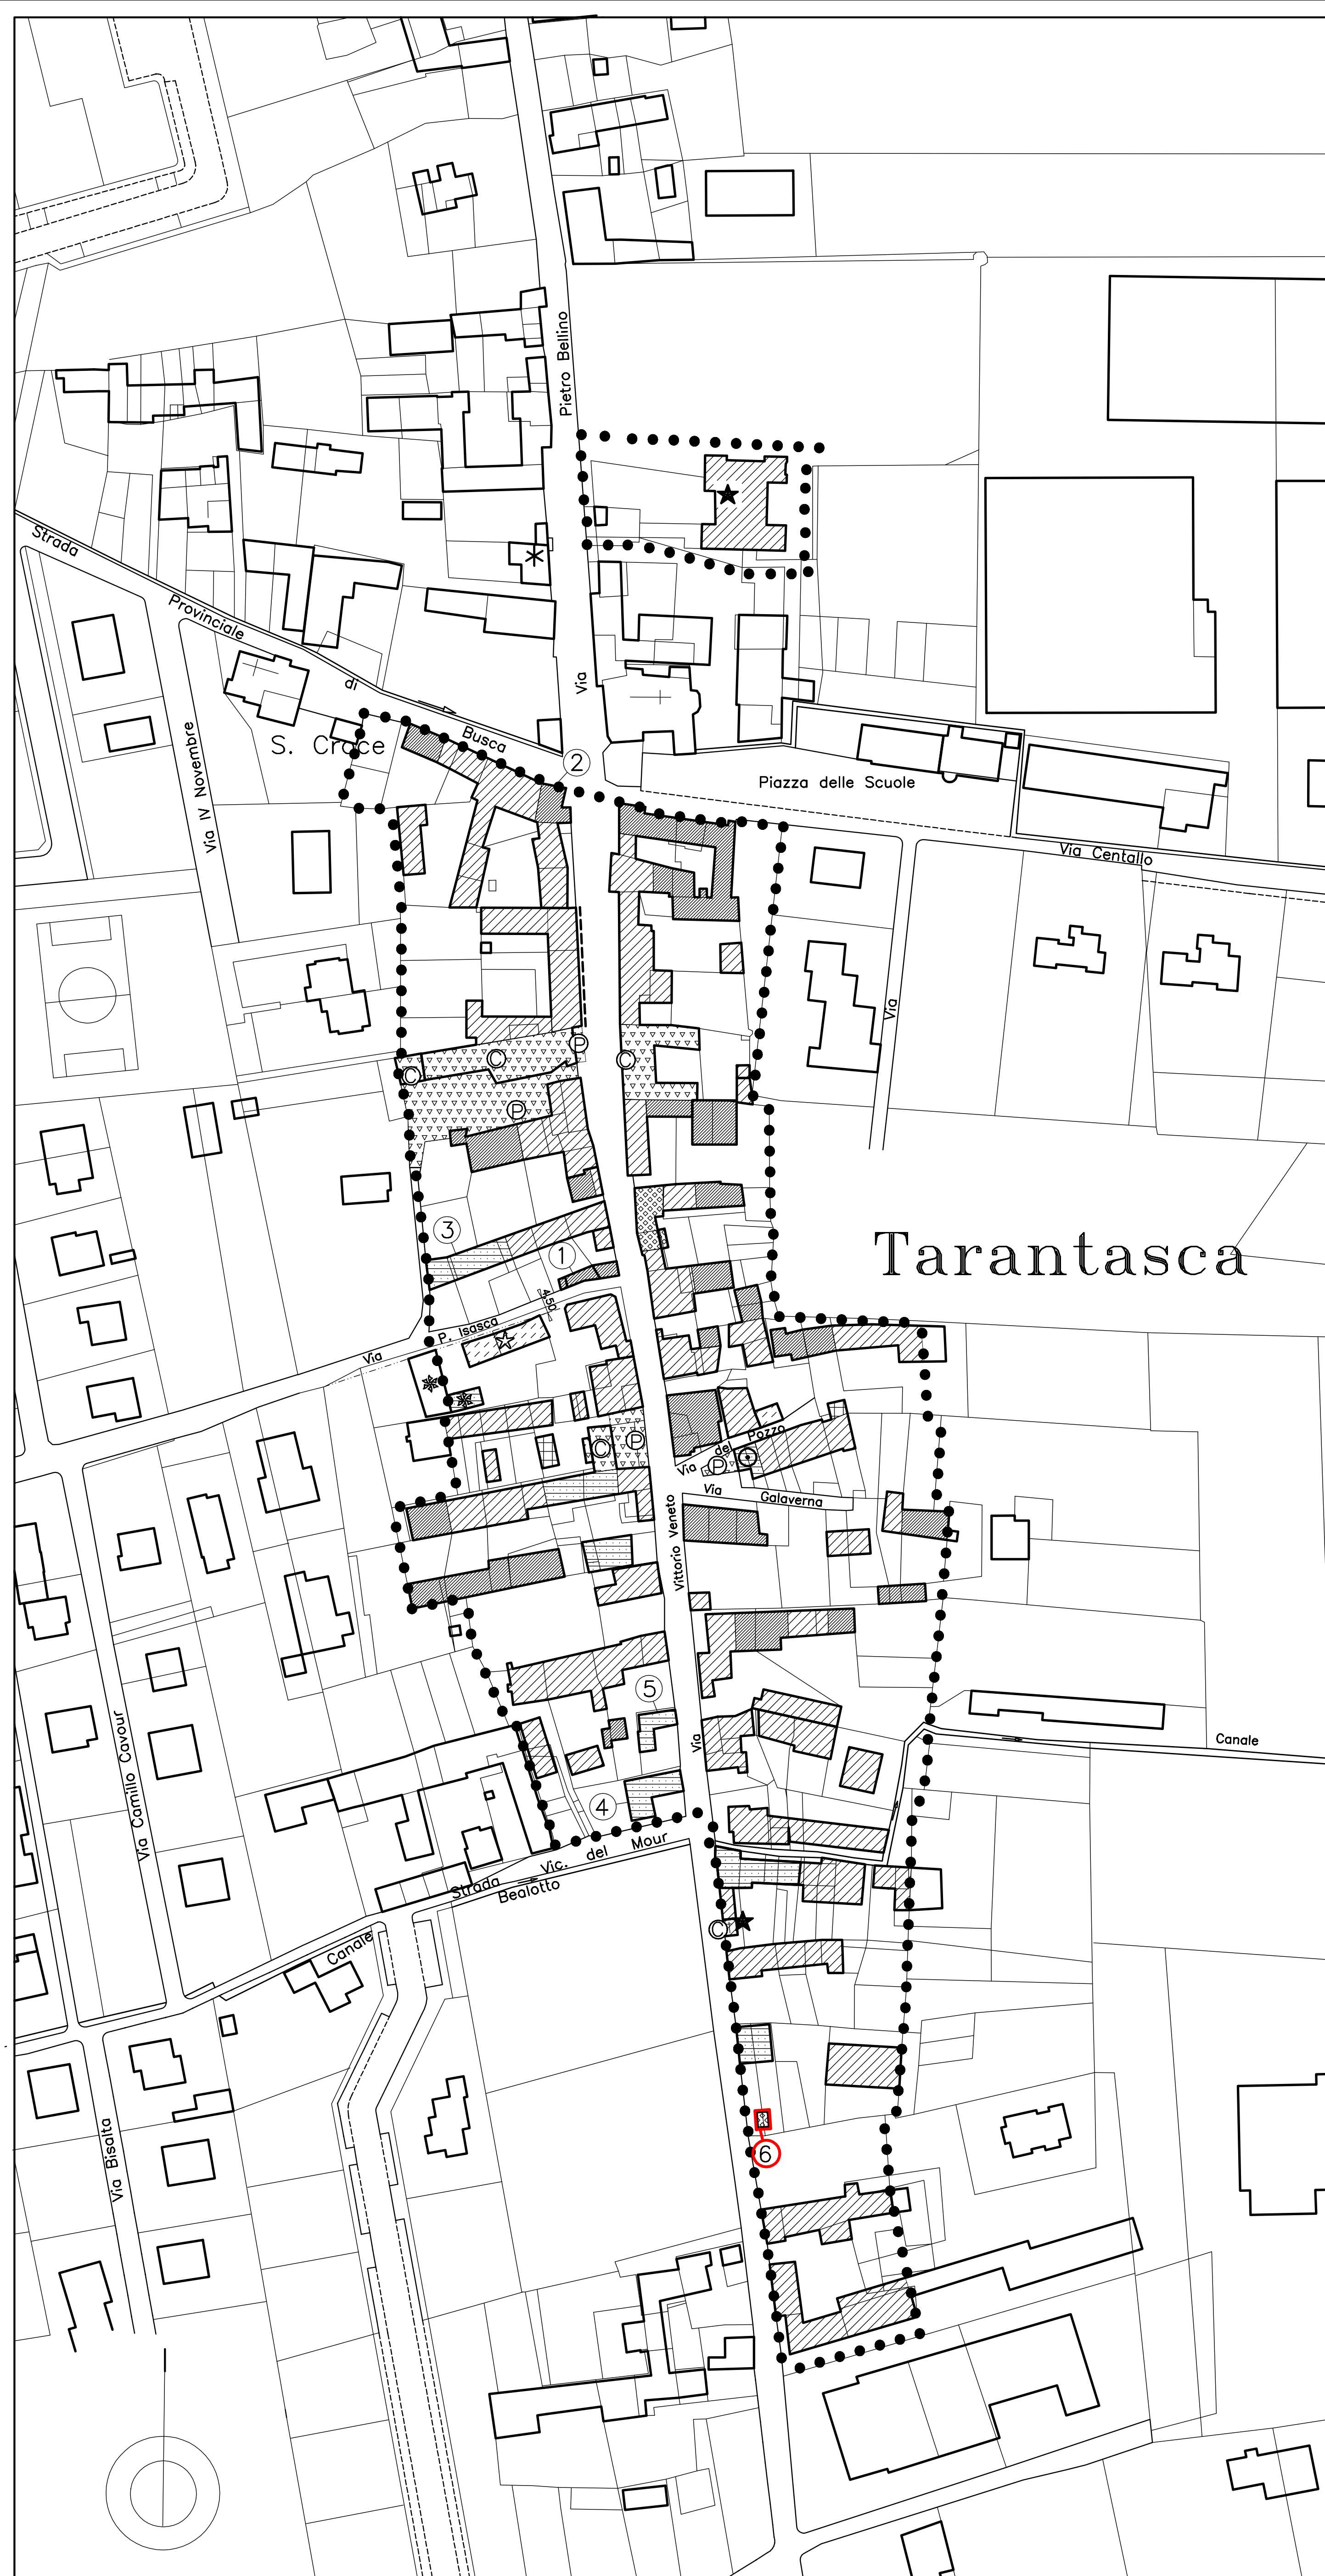 Pietro Bellino
Strada
Provinciale
di
Busca
Via
S. Croce
2
Via IV Novembre
Piazza delle Scuole
Via Centallo
Via
P
C
C
C
P
3
1
Tarantasca
4.50
P. Isasca
Via
C
P
Via del Pozzo
P
Via Galaverna
Vittorio Veneto
5
Via
Canale
Via Camillo Cavour
4
Strada Vic. del Mour
Bealotto
Canale
C
Via Bisalta
6